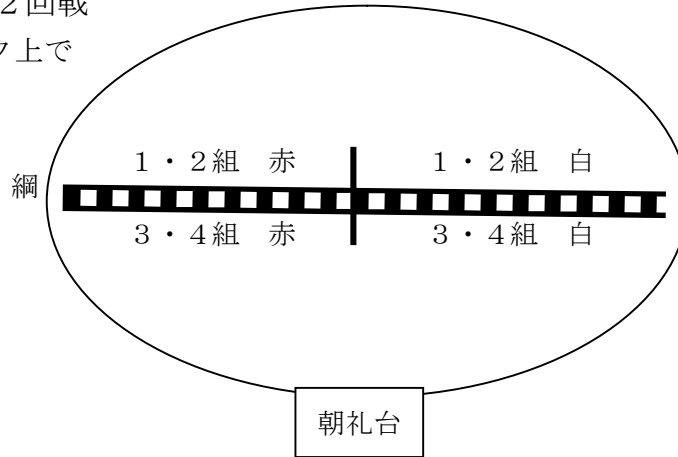 ２回戦
ク上で
１・２組　赤
１・２組　白
綱
３・４組　赤
３・４組　白
朝礼台